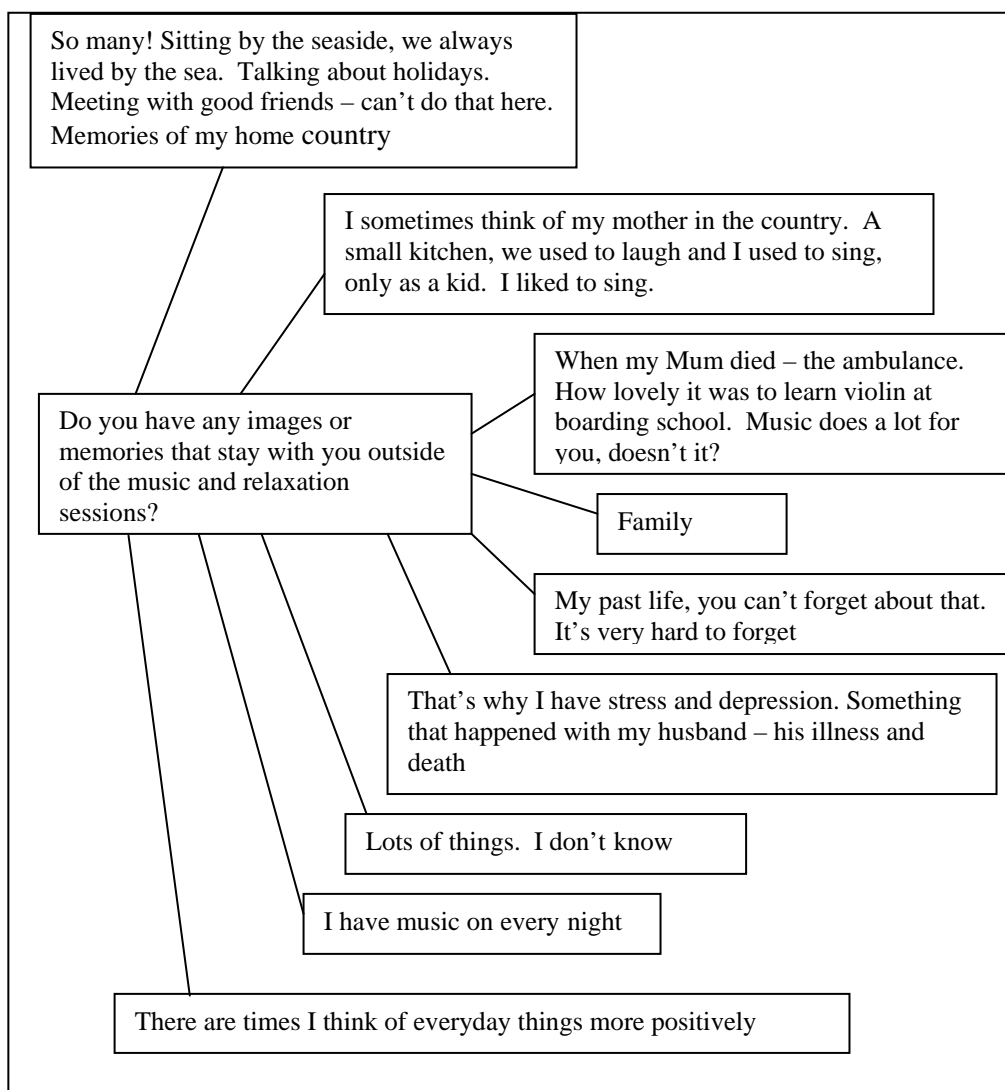 So many! Sitting by the seaside, we always
lived by the sea.  Talking about holidays.
Meeting with good friends – can’t do that here.
Memories of my home country
I sometimes think of my mother in the country.  A
small kitchen, we used to laugh and I used to sing,
only as a kid.  I liked to sing.
When my Mum died – the ambulance.
How lovely it was to learn violin at
boarding school.  Music does a lot for
you, doesn’t it?
Do you have any images or
memories that stay with you outside
of the music and relaxation
sessions?
Family
My past life, you can’t forget about that.
It’s very hard to forget
That’s why I have stress and depression. Something
that happened with my husband – his illness and
death
Lots of things.  I don’t know
I have music on every night
There are times I think of everyday things more positively